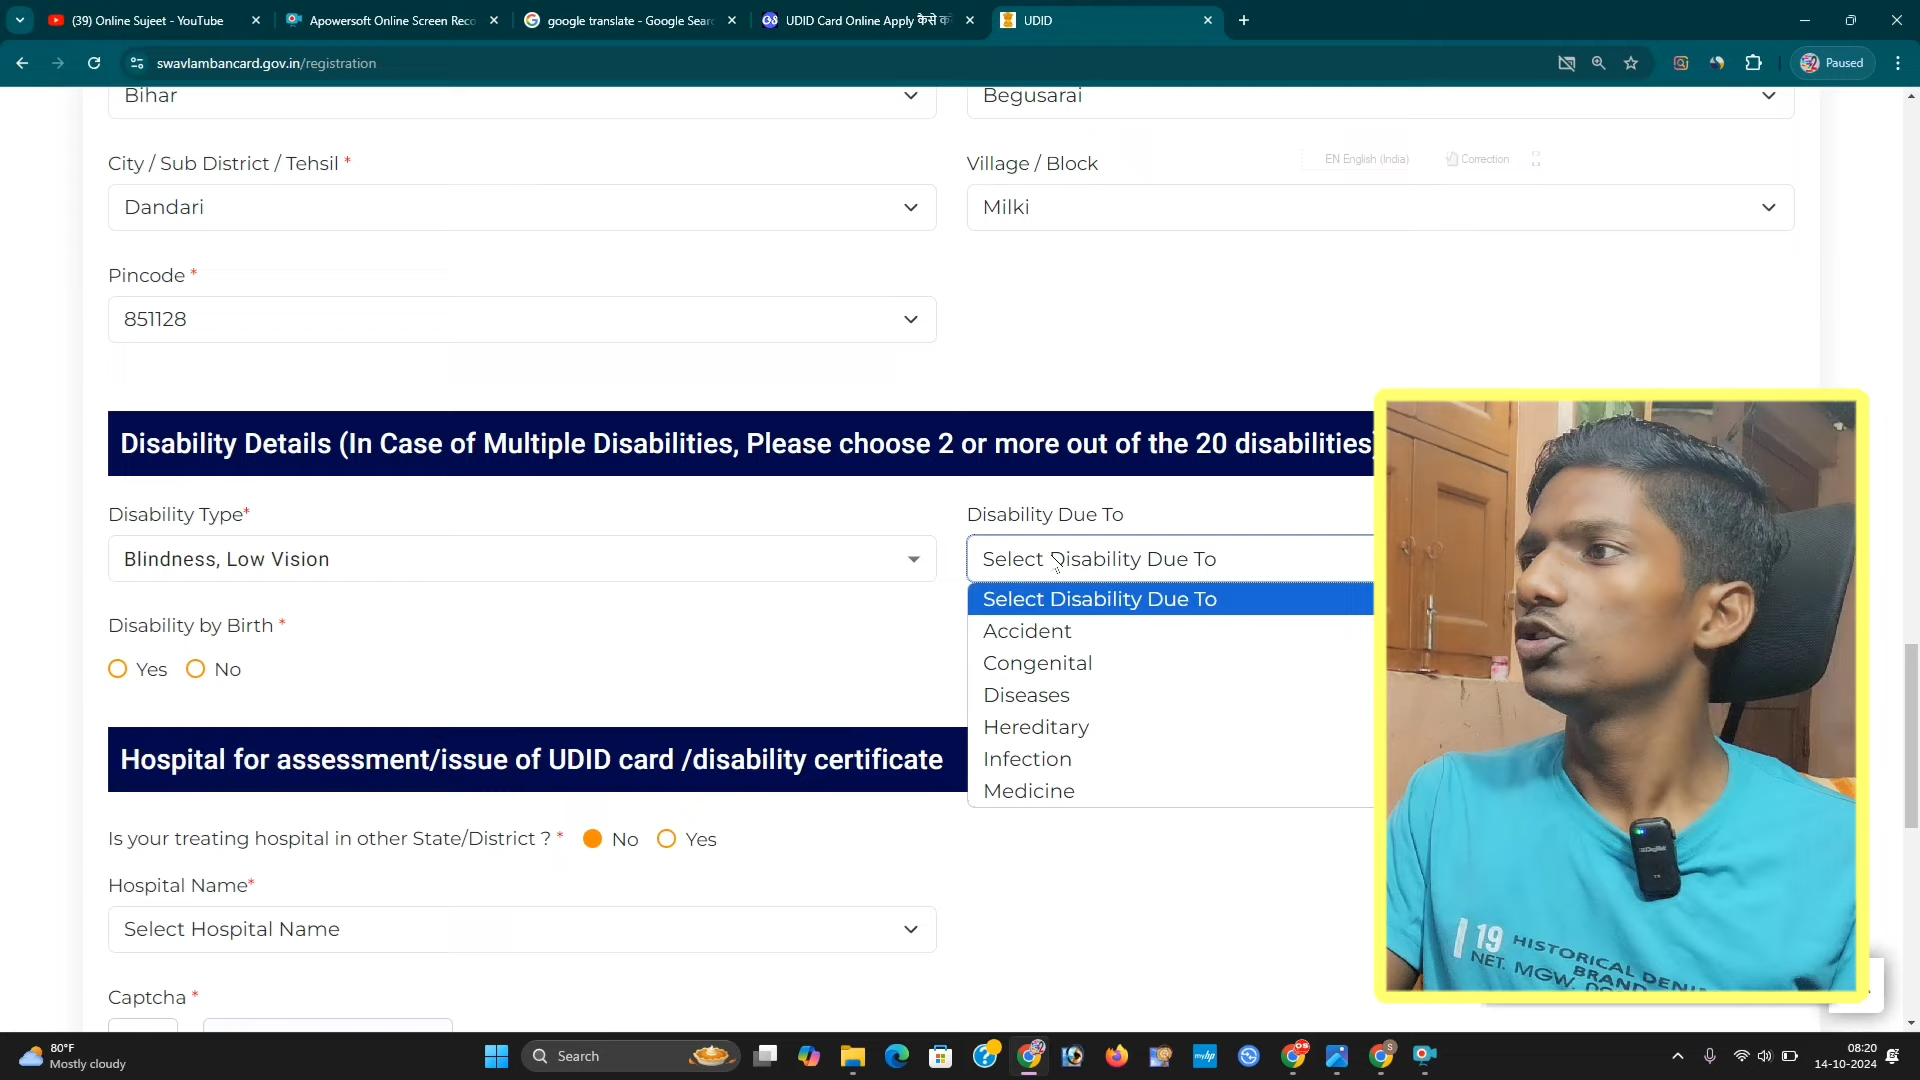 (39) Online Sujeet - YouTube
Apowersoft Online Screen Reco
google translate - Google Sear
UDID Card Online Apply कैसे क
UDID
swavlambancard.gov.in/registration
Paused
Bihar
Begusarai
City / Sub District / Tehsil *
Village / Block
EN English (India)
Correction
Dandari
Milki
Pincode *
851128
Disability Details (In Case of Multiple Disabilities, Please choose 2 or more out of the 20 disabilities)
Disability Type*
Disability Due To
Blindness, Low Vision
Select Disability Due To
Select Disability Due To
Accident
Congenital
Diseases
Hereditary
Infection
Medicine
Disability by Birth *
Yes
No
Hospital for assessment/issue of UDID card /disability certificate
Is your treating hospital in other State/District ? *
No
Yes
Hospital Name*
Select Hospital Name
Captcha *
19 HISTORICAL DENI
NET. MGW.
BRAND
80°F
Mostly cloudy
Search
myhp
08:20
14-10-2024